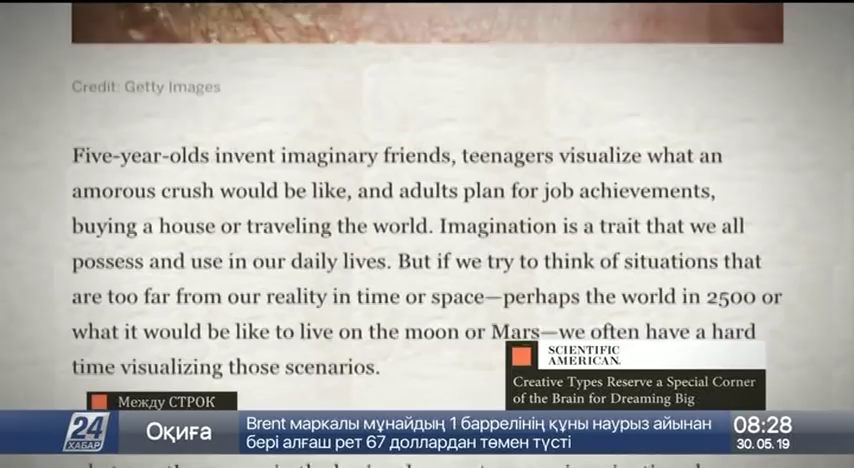 Credit: Getty Images
Five-year-olds invent imaginary friends, teenagers visualize what an
amorous crush would be like, and adults plan for job achievements,
buying a house or traveling the world. Imagination is a trait that we all
possess and use in our daily lives. But if we try to think of situations that
are too far from our reality in time or space—perhaps the world in 2500 or
what it would be like to live on the moon or Mars—we often have a hard
time visualizing those scenarios.
SCIENTIFIC
AMERICAN.
Creative Types Reserve a Special Corner
of the Brain for Dreaming Big
Между СТРОК
24
ХАБАР
Оқиға
Brent маркалы мұнайдың 1 баррелінің құны наурыз айынан
бері алғаш рет 67 доллардан төмен түсті
08:28
30.05.19